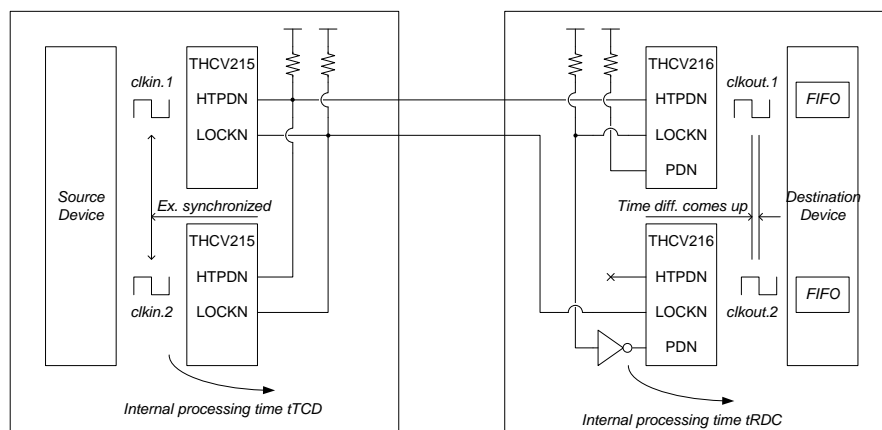 clkin.1
THCV215
HTPDN
LOCKN
Source
Device
Ex. synchronized
THCV215
HTPDN
LOCKN
clkin.2
Internal processing time tTCD
THCV216
HTPDN
LOCKN
PDN
clkout.1
FIFO
Time diff. comes up
Destination
Device
THCV216
HTPDN
LOCKN
PDN
clkout.2
FIFO
Internal processing time tRDC